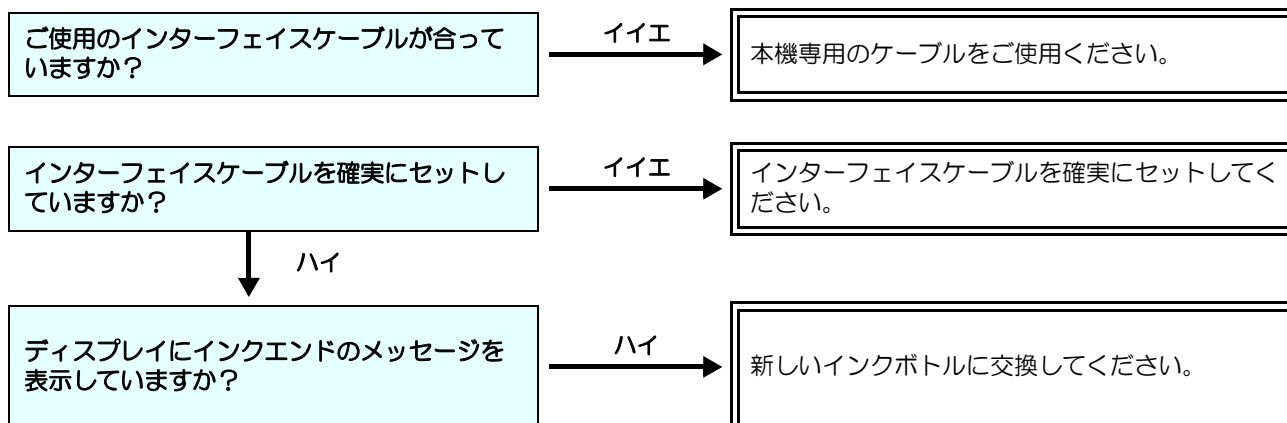 ご使用のインターフェイスケーブルが合って
いますか？
イイエ
本機専用のケーブルをご使用ください。
インターフェイスケーブルを確実にセットし
ていますか？
イイエ
インターフェイスケーブルを確実にセットしてく
ださい。
ハイ
ディスプレイにインクエンドのメッセージを
表示していますか？
ハイ
新しいインクボトルに交換してください。